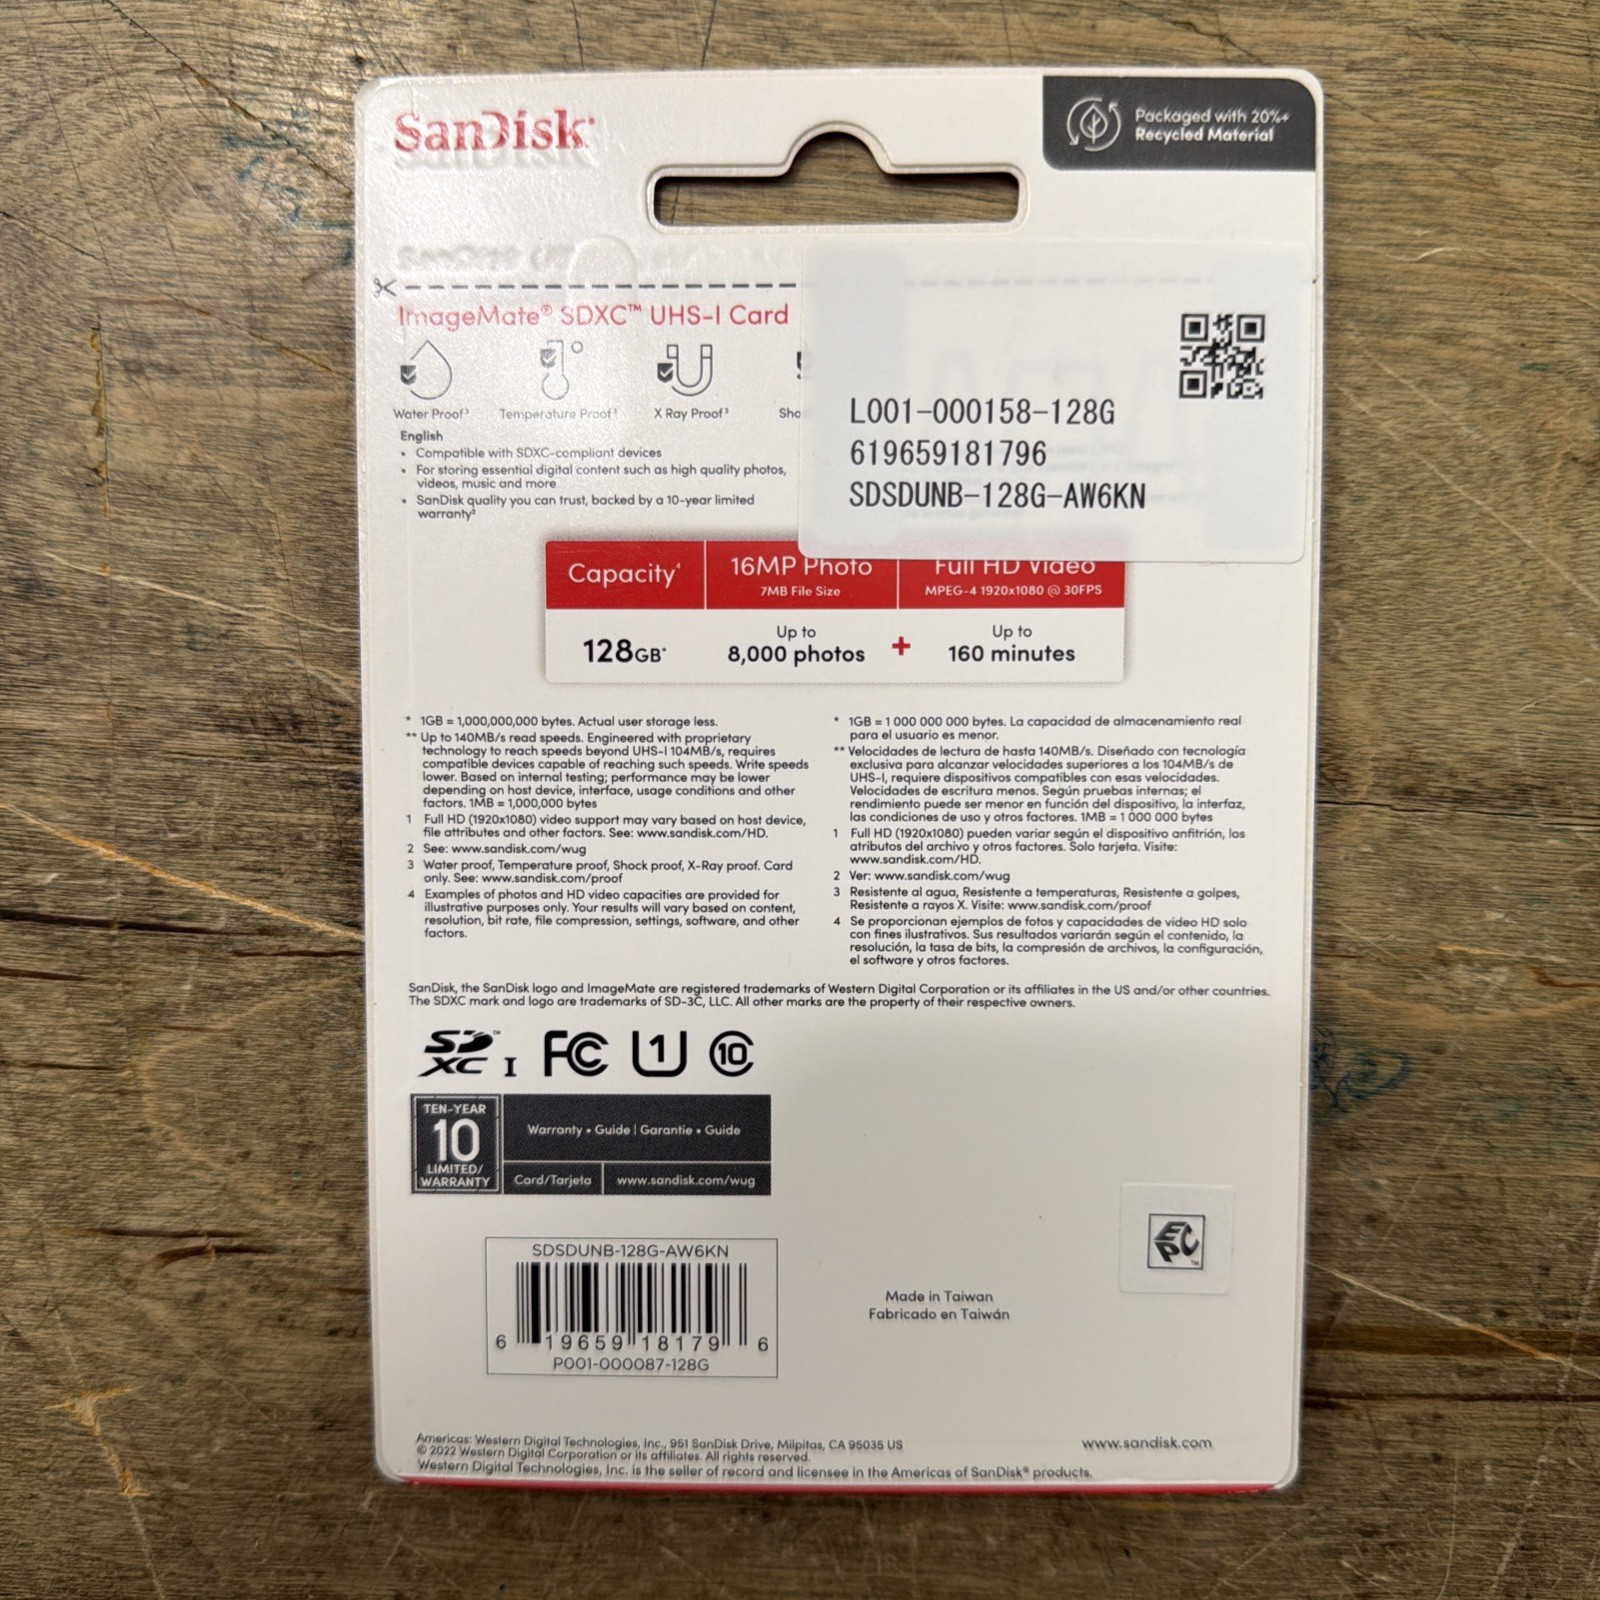 SanDisk
Packaged with 20%+
Recycled Material
ImageMate® SDXC™ UHS-I Card
Water Proof³
Temperature Proof³
X Ray Proof³
L001-000158-128G
619659181796
SDSDUNB-128G-AW6KN
English
• Compatible with SDXC-compliant devices
• For storing essential digital content such as high quality photos,
videos, music and more
• SanDisk quality you can trust, backed by a 10-year limited
warranty²
Capacity⁴
16MP Photo
7MB File Size
Full HD Video
MPEG-4 1920x1080 @ 30FPS
128GB*
Up to
8,000 photos
+
Up to
160 minutes
* 1GB = 1,000,000,000 bytes. Actual user storage less.
** Up to 140MB/s read speeds. Engineered with proprietary
technology to reach speeds beyond UHS-I 104MB/s, requires
compatible devices capable of reaching such speeds. Write speeds
lower. Based on internal testing; performance may be lower
depending on host device, interface, usage conditions and other
factors. 1MB = 1,000,000 bytes
1 Full HD (1920x1080) video support may vary based on host device,
file attributes and other factors. See: www.sandisk.com/HD.
2 See: www.sandisk.com/wug
3 Water proof, Temperature proof, Shock proof, X-Ray proof. Card
only. See: www.sandisk.com/proof
4 Examples of photos and HD video capacities are provided for
illustrative purposes only. Your results will vary based on content,
resolution, bit rate, file compression, settings, software, and other
factors.
* 1GB = 1 000 000 000 bytes. La capacidad de almacenamiento real
para el usuario es menor.
** Velocidades de lectura de hasta 140MB/s. Diseñado con tecnología
exclusiva para alcanzar velocidades superiores a los 104MB/s de
UHS-I, requiere dispositivos compatibles con esas velocidades.
Velocidades de escritura menos. Según pruebas internas; el
rendimiento puede ser menor en función del dispositivo, la interfaz,
las condiciones de uso y otros factores. 1MB = 1 000 000 bytes
1 Full HD (1920x1080) pueden variar según el dispositivo anfitrión, los
atributos del archivo y otros factores. Solo tarjeta. Visite:
www.sandisk.com/HD.
2 Ver: www.sandisk.com/wug
3 Resistente al agua, Resistente a temperaturas, Resistente a golpes,
Resistente a rayos X. Visite: www.sandisk.com/proof
4 Se proporcionan ejemplos de fotos y capacidades de video HD solo
con fines ilustrativos. Sus resultados variarán según el contenido, la
resolución, la tasa de bits, la compresión de archivos, la configuración,
el software y otros factores.
SanDisk, the SanDisk logo and ImageMate are registered trademarks of Western Digital Corporation or its affiliates in the US and/or other countries.
The SDXC mark and logo are trademarks of SD-3C, LLC. All other marks are the property of their respective owners.
SDXC™ I FC 1 10
TEN-YEAR
10
LIMITED/
WARRANTY
Warranty • Guide | Garantie • Guide
Card/Tarjeta
www.sandisk.com/wug
EPC™
SDSDUNB-128G-AW6KN
6 19659 18179 6
P001-000087-128G
Made in Taiwan
Fabricado en Taiwán
Americas: Western Digital Technologies, Inc., 951 SanDisk Drive, Milpitas, CA 95035 US
© 2022 Western Digital Corporation or its affiliates. All rights reserved.
Western Digital Technologies, Inc. is the seller of record and licensee in the Americas of SanDisk® products.
www.sandisk.com